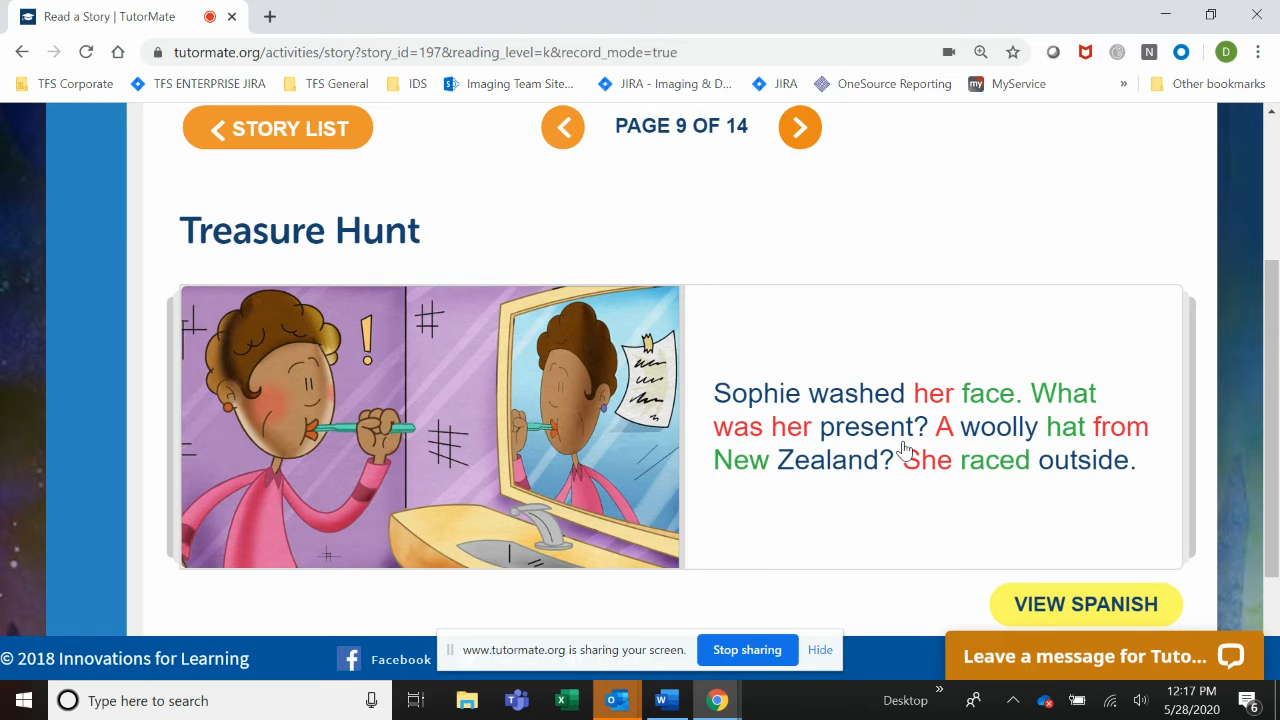 Read a Story | TutorMate
tutormate.org/activities/story?story_id=197&reading_level=k&record_mode=true
N
D
TFS Corporate
TFS ENTERPRISE JIRA
TFS General
IDS
Imaging Team Site...
JIRA - Imaging & D...
JIRA
OneSource Reporting
my
MyService
»
Other bookmarks
STORY LIST
PAGE 9 OF 14
Treasure Hunt
!
Sophie washed her face. What
was her present? A woolly hat from
New Zealand? She raced outside.
VIEW SPANISH
© 2018 Innovations for Learning
Facebook
www.tutormate.org is sharing your screen.
Stop sharing
Hide
Leave a message for Tuto...
Type here to search
Desktop
»
12:17 PM
5/28/2020
6